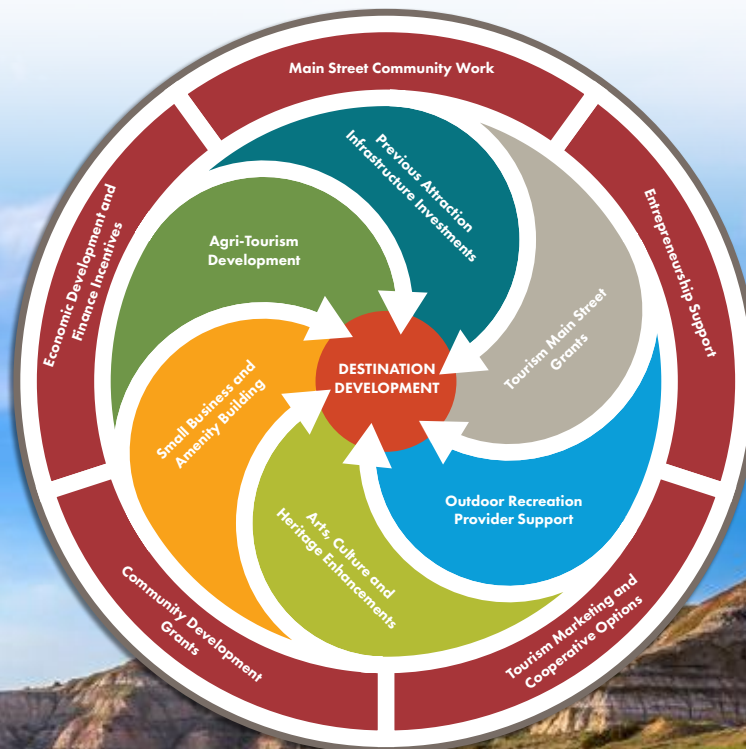 Main Street Community Work
Entrepreneurship Support
Tourism Marketing and
Cooperative Options
Community Development
Grants
Economic Development and
Finance Incentives
Previous Attraction
Infrastructure Investments
Tourism Main Street
Grants
Outdoor Recreation
Provider Support
Arts, Culture and
Heritage Enhancements
Small Business and
Amenity Building
Agri-Tourism
Development
DESTINATION
DEVELOPMENT